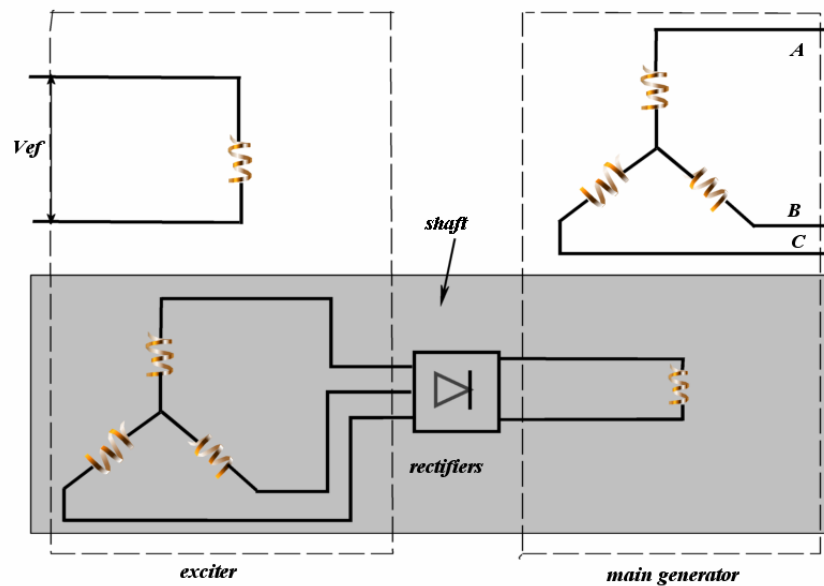 A
Vef
B
shaft
C
rectifiers
exciter
main generator